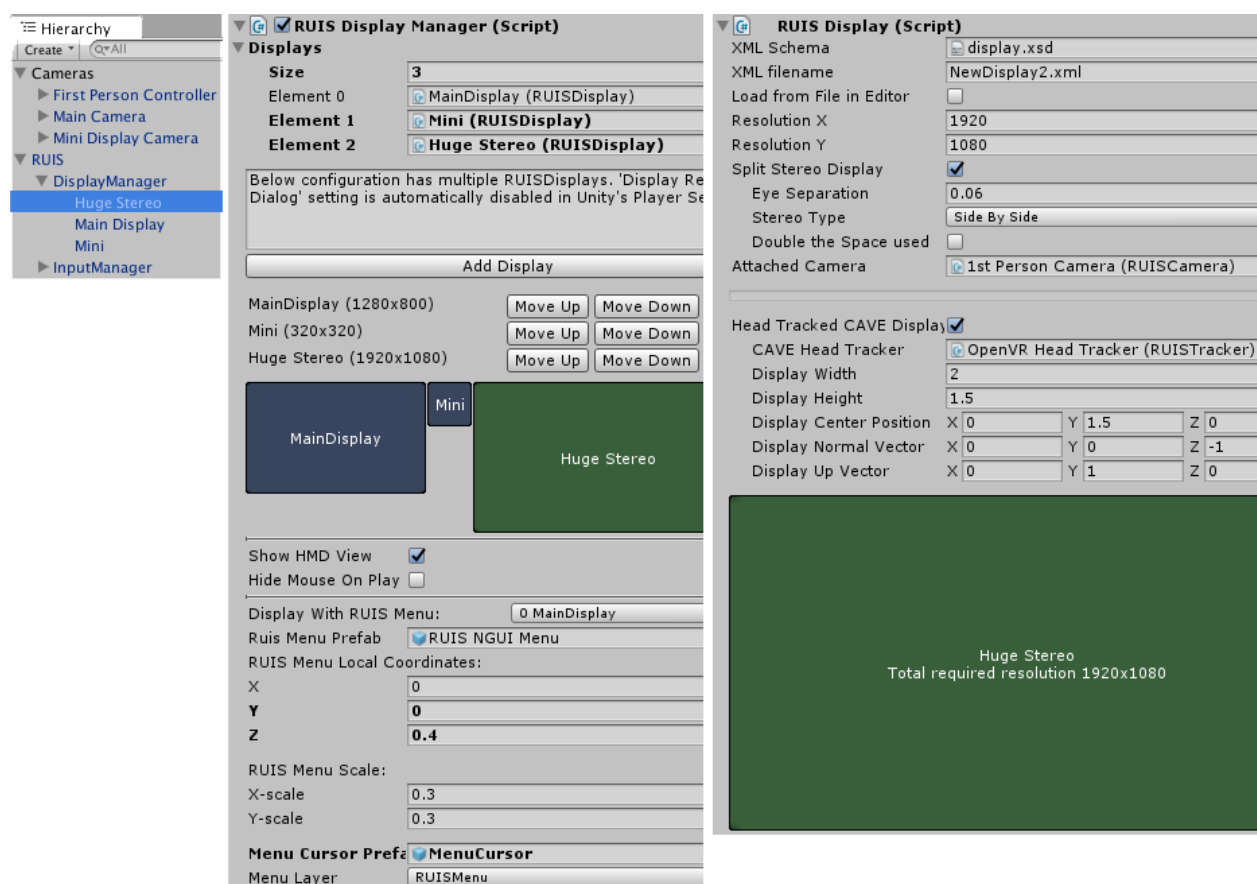 Hierarchy
Create
Q▾All
Cameras
First Person Controller
Main Camera
Mini Display Camera
RUIS
DisplayManager
Huge Stereo
Main Display
Mini
InputManager
RUIS Display Manager (Script)
Displays
Size 3
Element 0 MainDisplay (RUISDisplay)
Element 1 Mini (RUISDisplay)
Element 2 Huge Stereo (RUISDisplay)
Below configuration has multiple RUISDisplays. 'Display Re
Dialog' setting is automatically disabled in Unity's Player Se
Add Display
MainDisplay (1280x800) Move Up Move Down
Mini (320x320) Move Up Move Down
Huge Stereo (1920x1080) Move Up Move Down
MainDisplay
Mini
Huge Stereo
Show HMD View
Hide Mouse On Play
Display With RUIS Menu: 0 MainDisplay
Ruis Menu Prefab RUIS NGUI Menu
RUIS Menu Local Coordinates:
X 0
Y 0
Z 0.4
RUIS Menu Scale:
X-scale 0.3
Y-scale 0.3
Menu Cursor Prefa MenuCursor
Menu Layer RUISMenu
RUIS Display (Script)
XML Schema display.xsd
XML filename NewDisplay2.xml
Load from File in Editor
Resolution X 1920
Resolution Y 1080
Split Stereo Display
Eye Separation 0.06
Stereo Type Side By Side
Double the Space used
Attached Camera 1st Person Camera (RUISCamera)
Head Tracked CAVE Display
CAVE Head Tracker OpenVR Head Tracker (RUISTracker)
Display Width 2
Display Height 1.5
Display Center Position X 0 Y 1.5 Z 0
Display Normal Vector X 0 Y 0 Z -1
Display Up Vector X 0 Y 1 Z 0
Huge Stereo
Total required resolution 1920x1080